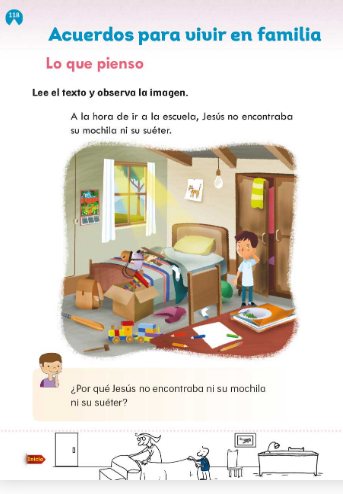 118
Acuerdos para vivir en familia
Lo que pienso
Lee el texto y observa la imagen.
A la hora de ir a la escuela, Jesús no encontraba
su mochila ni su suéter.
¿Por qué Jesús no encontraba ni su mochila
ni su suéter?
Inicio